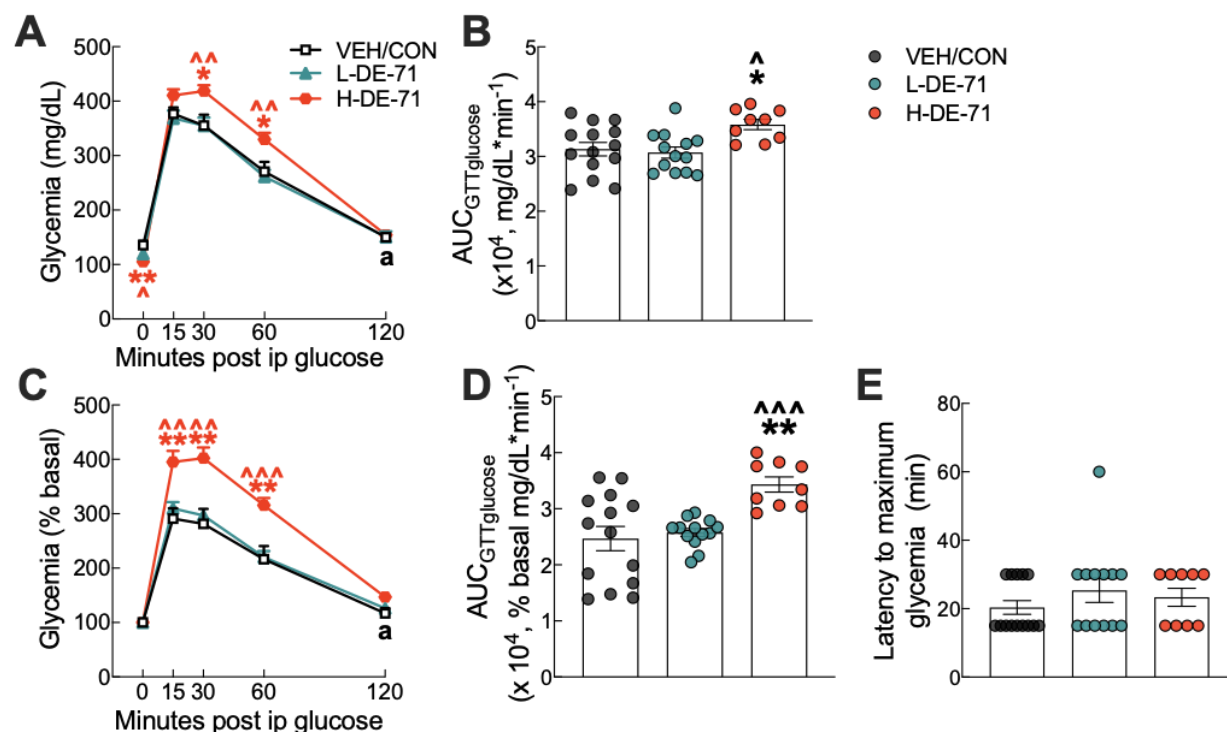 A
500
400
300
200
100
0
Glycemia (mg/dL)
^^
*
^^
*
**
^
a
0 15 30 60 120
Minutes post ip glucose
VEH/CON
L-DE-71
H-DE-71
B
5
4
3
2
1
0
AUCGTTglucose
(x10⁴, mg/dL*min⁻¹)
^
*
VEH/CON
L-DE-71
H-DE-71
C
500
400
300
200
100
0
Glycemia (% basal)
^^ ^^
** **
^^^
**
a
0 15 30 60 120
Minutes post ip glucose
D
5
4
3
2
1
0
AUCGTTglucose
(x 10⁴, % basal mg/dL*min⁻¹)
^^^
**
E
80
60
40
20
0
Latency to maximum
glycemia (min)